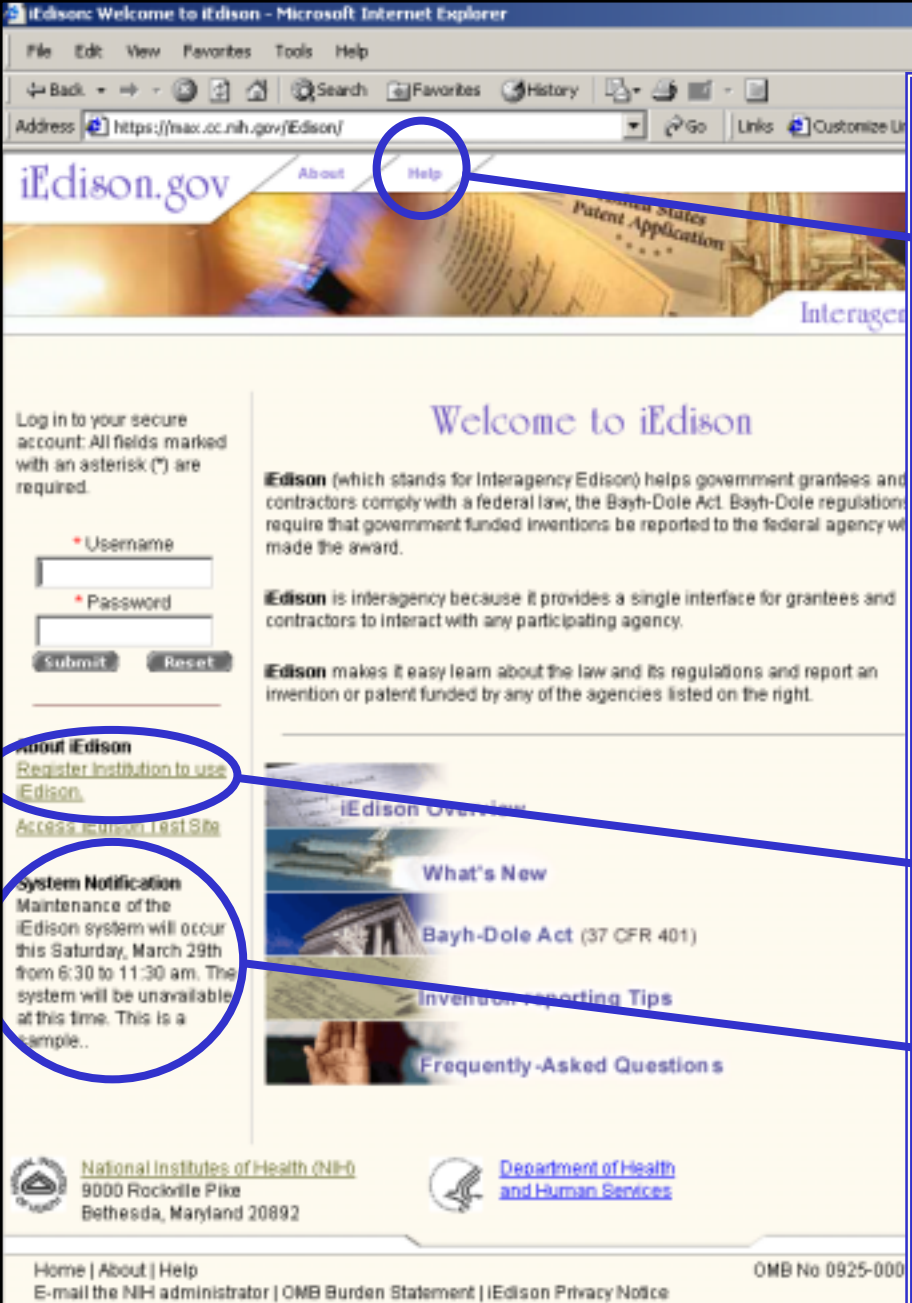 iEdison: Welcome to iEdison - Microsoft Internet Explorer
File Edit View Favorites Tools Help
Back Search Favorites History
Address https://max.cc.nih.gov/iEdison/ Go Links Customize
iEdison.gov About Help
United States
Patent Application
Log in to your secure
account. All fields marked
with an asterisk (*) are
required.
* Username
* Password
Submit Reset
About iEdison
Register Institution to use
iEdison.
Access iEdison Test Site
System Notification
Maintenance of the
iEdison system will occur
this Saturday, March 29th
from 6:30 to 11:30 am. The
system will be unavailable
at this time. This is a
sample..
Welcome to iEdison
iEdison (which stands for Interagency Edison) helps government grantees and
contractors comply with a federal law, the Bayh-Dole Act. Bayh-Dole regulations
require that government funded inventions be reported to the federal agency
made the award.
iEdison is interagency because it provides a single interface for grantees and
contractors to interact with any participating agency.
iEdison makes it easy learn about the law and its regulations and report an
invention or patent funded by any of the agencies listed on the right.
iEdison Overview
What's New
Bayh-Dole Act (37 CFR 401)
Invention reporting Tips
Frequently-Asked Questions
National Institutes of Health (NIH)
9000 Rockville Pike
Bethesda, Maryland 20892
Department of Health
and Human Services
Home | About | Help
OMB No 0925-000
E-mail the NIH administrator | OMB Burden Statement | iEdison Privacy Notice